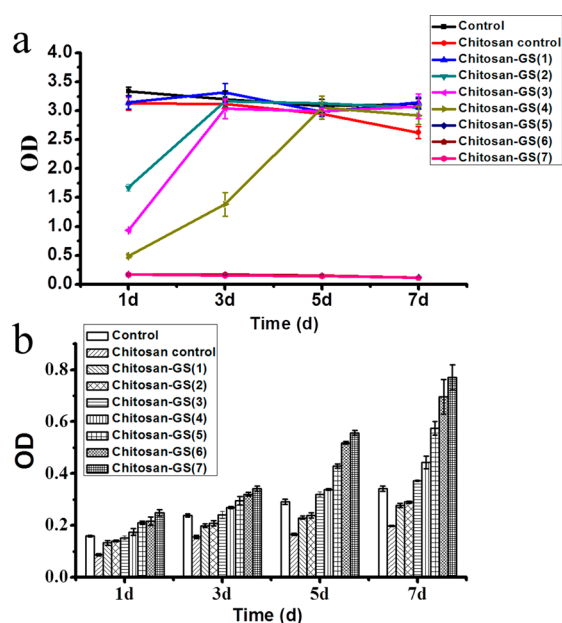 a
Control
Chitosan control
Chitosan-GS(1)
Chitosan-GS(2)
Chitosan-GS(3)
Chitosan-GS(4)
Chitosan-GS(5)
Chitosan-GS(6)
Chitosan-GS(7)
OD
4.0
3.5
3.0
2.5
2.0
1.5
1.0
0.5
0.0
1d 3d 5d 7d
Time (d)
b
Control
Chitosan control
Chitosan-GS(1)
Chitosan-GS(2)
Chitosan-GS(3)
Chitosan-GS(4)
Chitosan-GS(5)
Chitosan-GS(6)
Chitosan-GS(7)
OD
0.8
0.6
0.4
0.2
0.0
1d 3d 5d 7d
Time (d)